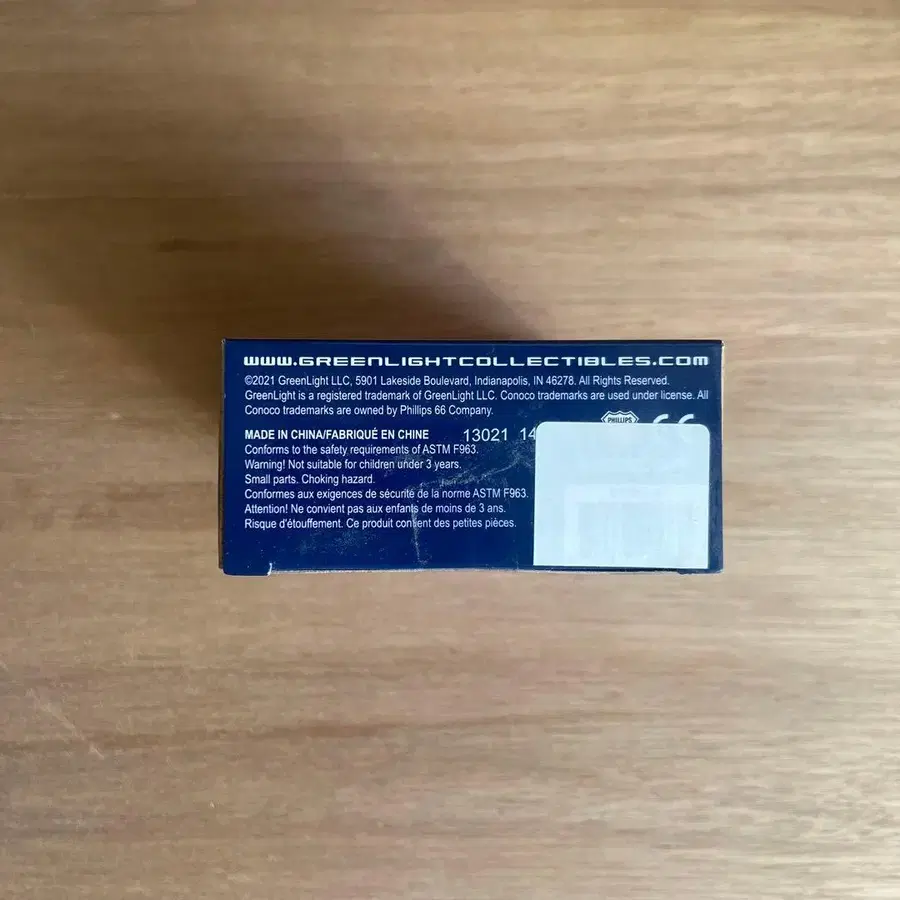 WWW.GREENLIGHTCOLLECTIBLES.COM
©2021 GreenLight LLC, 5901 Lakeside Boulevard, Indianapolis, IN 46278. All Rights Reserved.
GreenLight is a registered trademark of GreenLight LLC. Conoco trademarks are used under license. All
Conoco trademarks are owned by Phillips 66 Company.
PHILLIPS
MADE IN CHINA/FABRIQUÉ EN CHINE 13021 14
Conforms to the safety requirements of ASTM F963.
Warning! Not suitable for children under 3 years.
Small parts. Choking hazard.
Conformes aux exigences de sécurité de la norme ASTM F963.
Attention! Ne convient pas aux enfants de moins de 3 ans.
Risque d'étouffement. Ce produit contient des petites pièces.